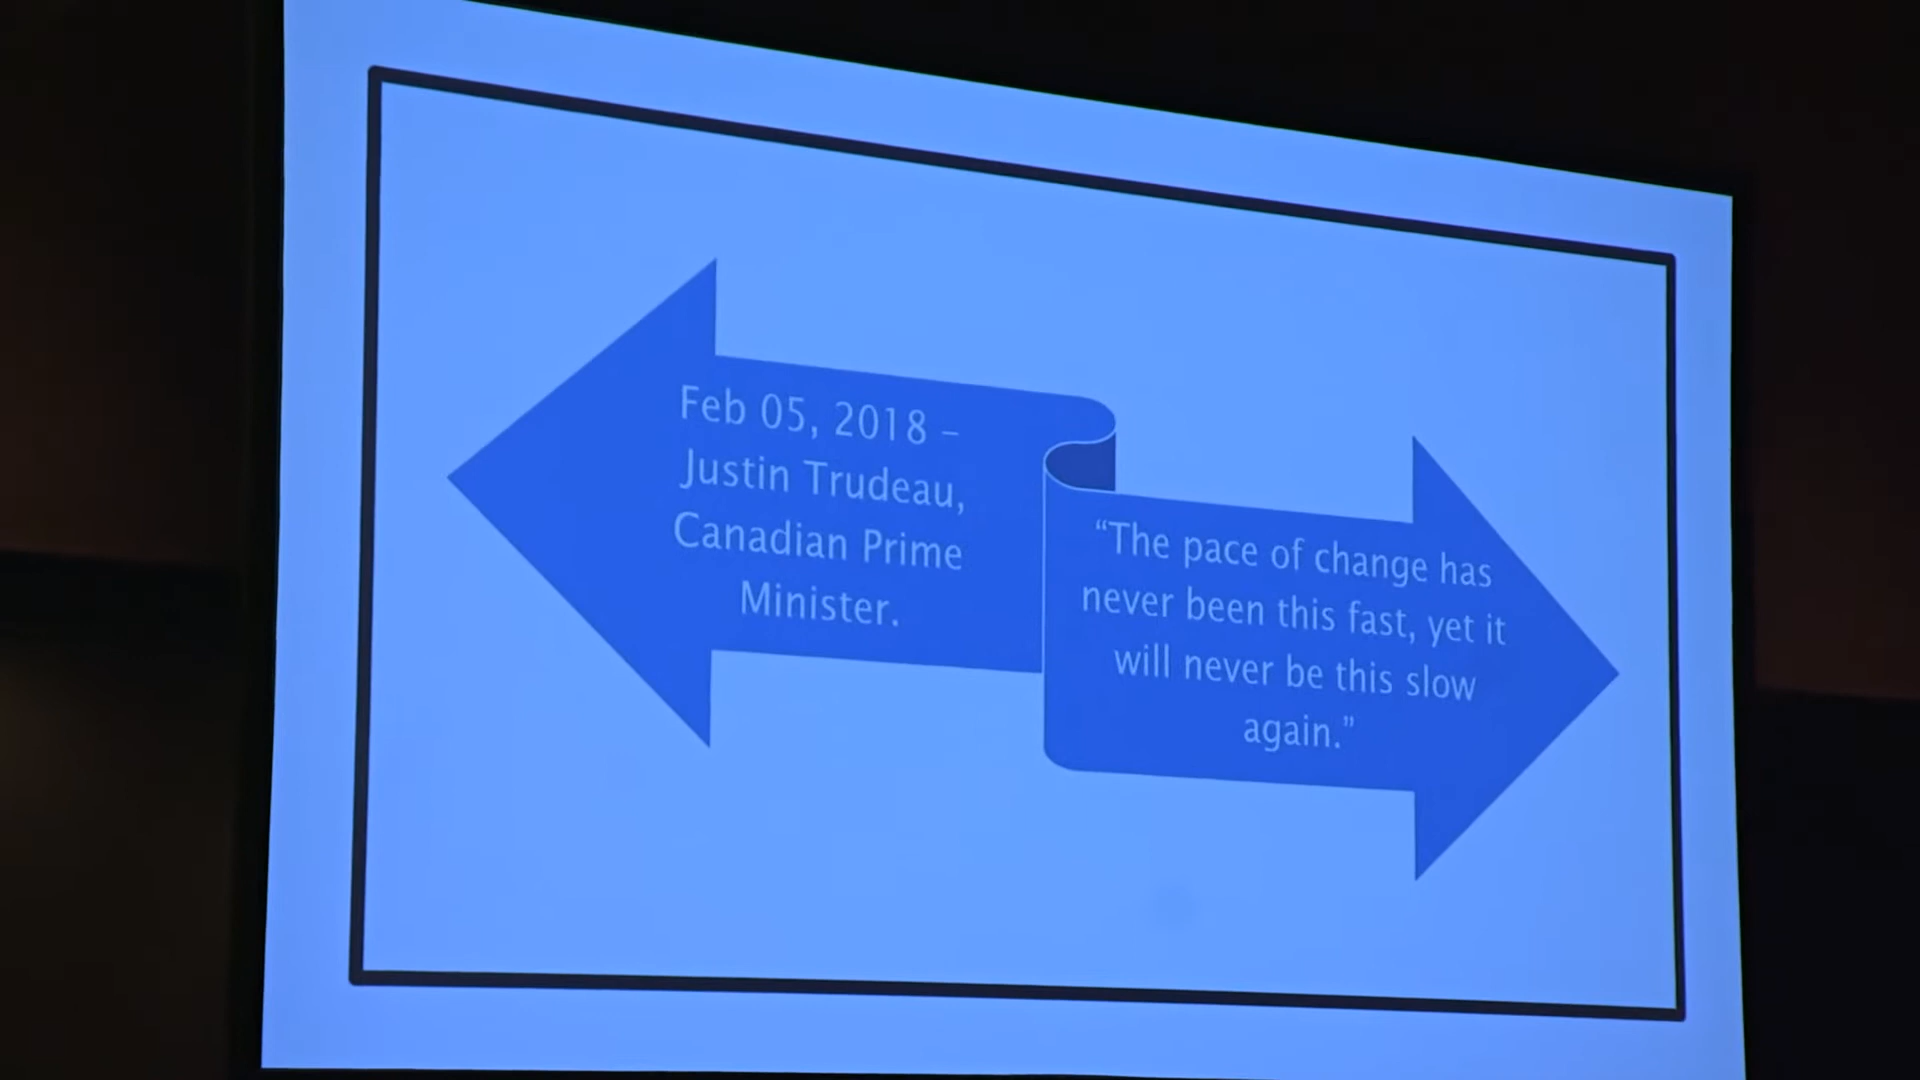 Feb 05, 2018 –
Justin Trudeau,
Canadian Prime
Minister.
“The pace of change has
never been this fast, yet it
will never be this slow
again.”